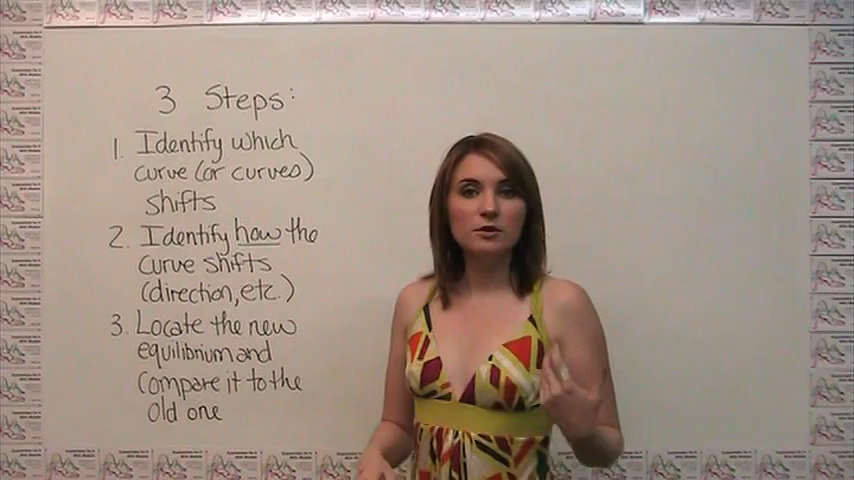 3 Steps:
1. Identify which
curve (or curves)
shifts
2. Identify how the
curve shifts
(direction, etc.)
3. Locate the new
equilibrium and
compare it to the
old one